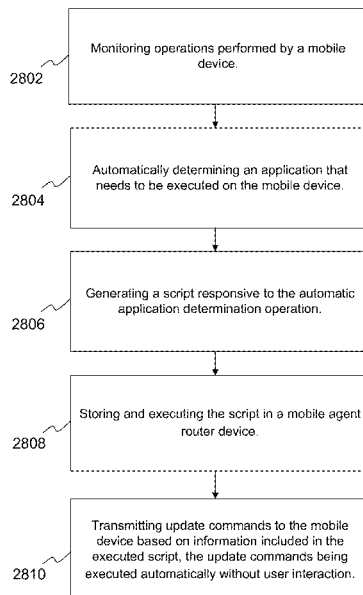 Monitoring operations performed by a mobile
device.
2802
Automatically determining an application that
needs to be executed on the mobile device.
2804
Generating a script responsive to the automatic
application determination operation.
2806
Storing and executing the script in a mobile agent
router device.
2808
Transmitting update commands to the mobile
device based on information included in the
executed script, the update commands being
executed automatically without user interaction.
2810